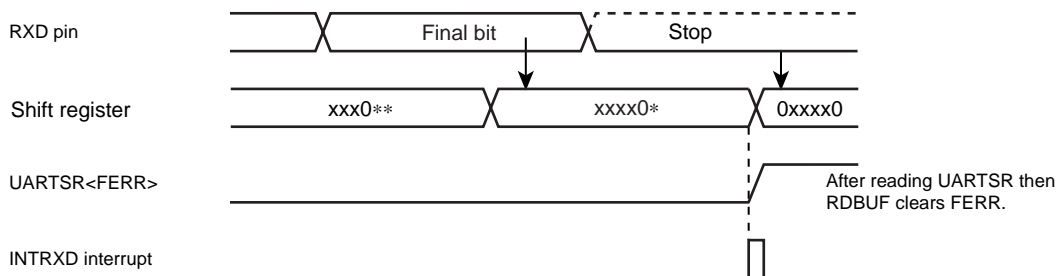 RXD pin
Final bit
Stop
Shift register
xxx0**
xxxx0*
0xxxx0
UARTSR<FERR>
After reading UARTSR then
RDBUF clears FERR.
INTRXD interrupt